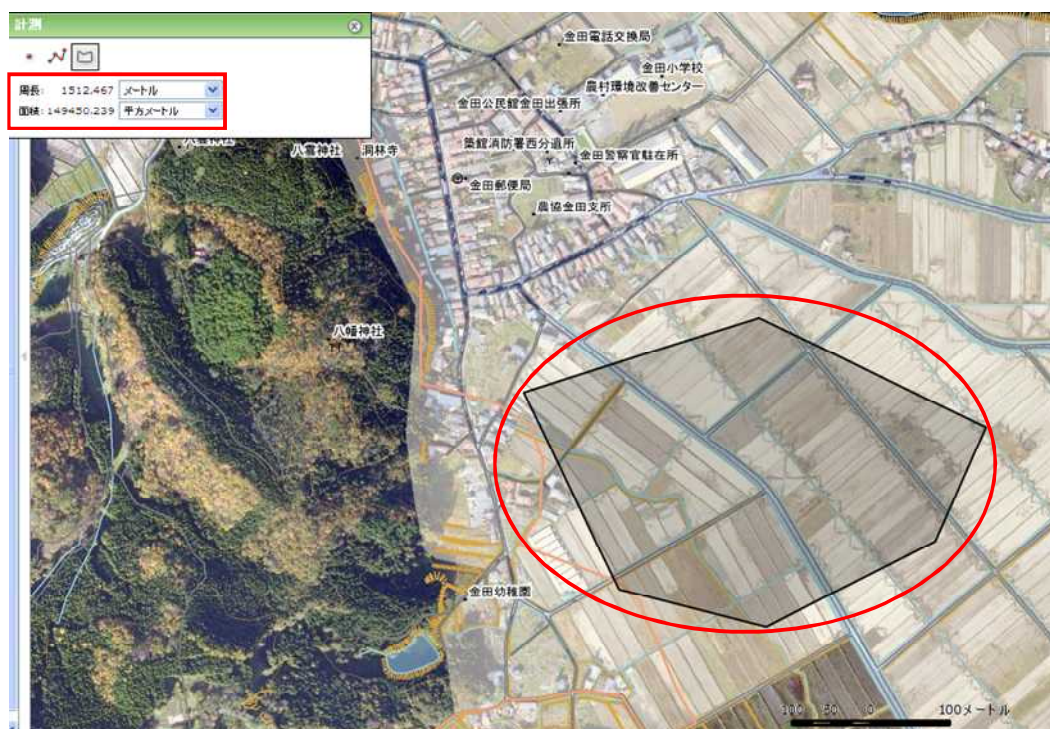 計測
周長: 1512.467 メートル
面積: 149450.239 平方メートル
金田電話交換局
金田小学校
農村環境改善センター
金田公民館金田出張所
築館消防署西分遣所
金田警察官駐在所
八雲神社
洞林寺
金田郵便局
農協金田支所
八幡神社
金田幼稚園
100 50 0 100メートル